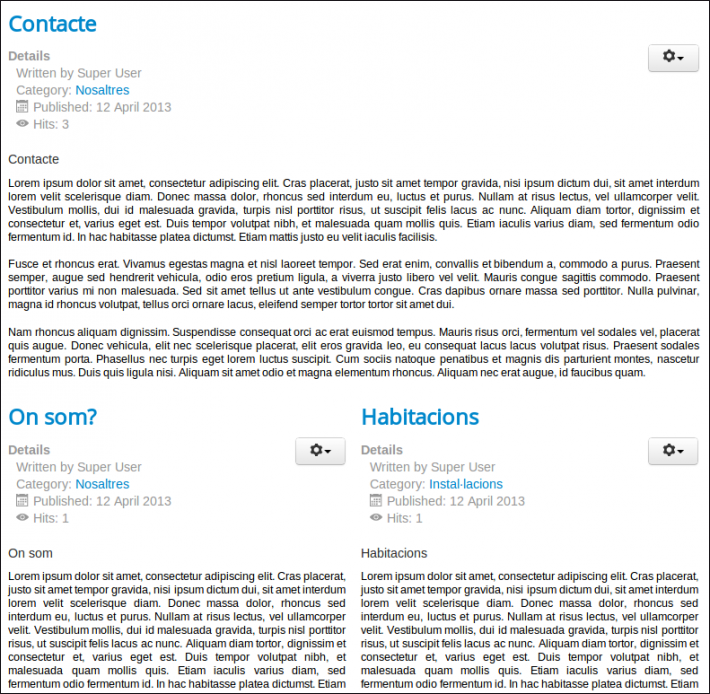 Contacte
Details
Written by Super User
Category: Nosaltres
Published: 12 April 2013
Hits: 3
Contacte
Lorem ipsum dolor sit amet, consectetur adipiscing elit. Cras placerat, justo sit amet tempor gravida, nisi ipsum dictum dui, sit amet interdum
lorem velit scelerisque diam. Donec massa dolor, rhoncus sed interdum eu, luctus et purus. Nullam at risus lectus, vel ullamcorper velit.
Vestibulum mollis, dui id malesuada gravida, turpis nisl porttitor risus, ut suscipit felis lacus ac nunc. Aliquam diam tortor, dignissim et
consectetur et, varius eget est. Duis tempor volutpat nibh, et malesuada quam mollis quis. Etiam iaculis varius diam, sed fermentum odio
fermentum id. In hac habitasse platea dictumst. Etiam mattis justo eu velit iaculis facilisis.
Fusce et rhoncus erat. Vivamus egestas magna et nisl laoreet tempor. Sed erat enim, convallis et bibendum a, commodo a purus. Praesent
semper, augue sed hendrerit vehicula, odio eros pretium ligula, a viverra justo libero vel velit. Mauris congue sagittis commodo. Praesent
porttitor varius mi non malesuada. Sed sit amet tellus ut ante vestibulum congue. Cras dapibus ornare massa sed porttitor. Nulla pulvinar,
magna id rhoncus volutpat, tellus orci ornare lacus, eleifend semper tortor tortor sit amet dui.
Nam rhoncus aliquam dignissim. Suspendisse consequat orci ac erat euismod tempus. Mauris risus orci, fermentum vel sodales vel, placerat
quis augue. Donec vehicula, elit nec scelerisque placerat, elit eros gravida leo, eu consequat lacus lacus volutpat risus. Praesent sodales
fermentum porta. Phasellus nec turpis eget lorem luctus suscipit. Cum sociis natoque penatibus et magnis dis parturient montes, nascetur
ridiculus mus. Duis quis ligula nisi. Aliquam sit amet odio et magna elementum rhoncus. Aliquam nec erat augue, id faucibus quam.
On som?
Details
Written by Super User
Category: Nosaltres
Published: 12 April 2013
Hits: 1
On som
Lorem ipsum dolor sit amet, consectetur adipiscing elit. Cras placerat,
justo sit amet tempor gravida, nisi ipsum dictum dui, sit amet interdum
lorem velit scelerisque diam. Donec massa dolor, rhoncus sed
interdum eu, luctus et purus. Nullam at risus lectus, vel ullamcorper
velit. Vestibulum mollis, dui id malesuada gravida, turpis nisl porttitor
risus, ut suscipit felis lacus ac nunc. Aliquam diam tortor, dignissim et
consectetur et, varius eget est. Duis tempor volutpat nibh, et
malesuada quam mollis quis. Etiam iaculis varius diam, sed
fermentum odio fermentum id. In hac habitasse platea dictumst. Etiam
Habitacions
Details
Written by Super User
Category: Instal·lacions
Published: 12 April 2013
Hits: 1
Habitacions
Lorem ipsum dolor sit amet, consectetur adipiscing elit. Cras placerat,
justo sit amet tempor gravida, nisi ipsum dictum dui, sit amet interdum
lorem velit scelerisque diam. Donec massa dolor, rhoncus sed
interdum eu, luctus et purus. Nullam at risus lectus, vel ullamcorper
velit. Vestibulum mollis, dui id malesuada gravida, turpis nisl porttitor
risus, ut suscipit felis lacus ac nunc. Aliquam diam tortor, dignissim et
consectetur et, varius eget est. Duis tempor volutpat nibh, et
malesuada quam mollis quis. Etiam iaculis varius diam, sed
fermentum odio fermentum id. In hac habitasse platea dictumst. Etiam